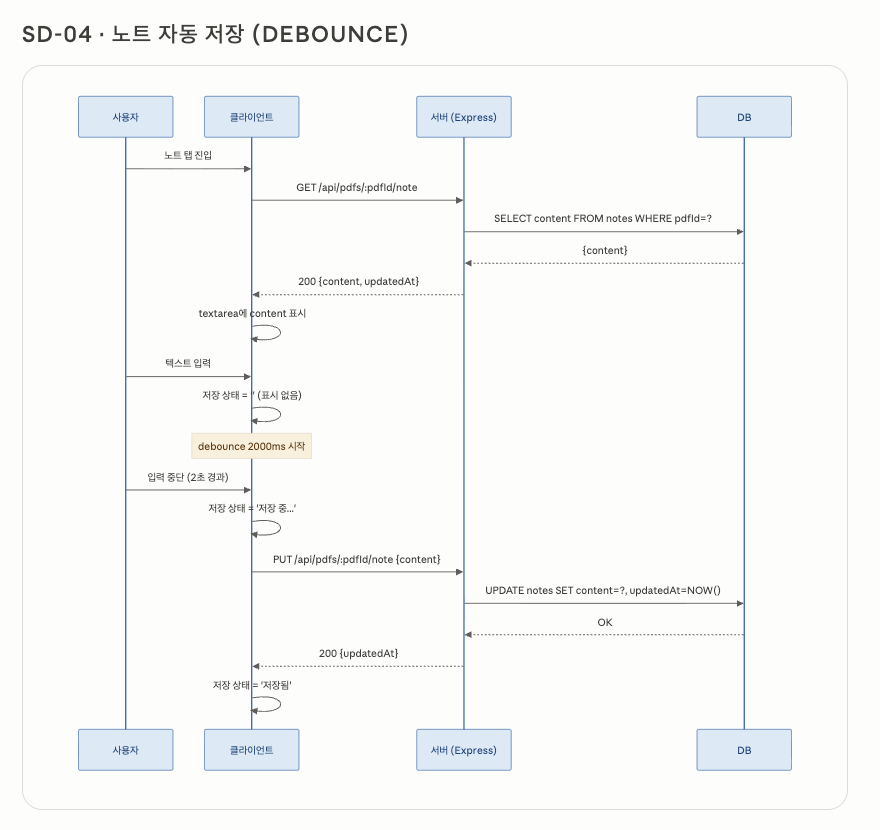 SD-04 · 노트 자동 저장 (DEBOUNCE)
사용자 클라이언트 서버 (Express) DB
노트 탭 진입
GET /api/pdfs/:pdfId/note
SELECT content FROM notes WHERE pdfId=?
{content}
200 {content, updatedAt}
textarea에 content 표시
텍스트 입력
저장 상태 = '' (표시 없음)
debounce 2000ms 시작
입력 중단 (2초 경과)
저장 상태 = '저장 중...'
PUT /api/pdfs/:pdfId/note {content}
UPDATE notes SET content=?, updatedAt=NOW()
OK
200 {updatedAt}
저장 상태 = '저장됨'
사용자 클라이언트 서버 (Express) DB